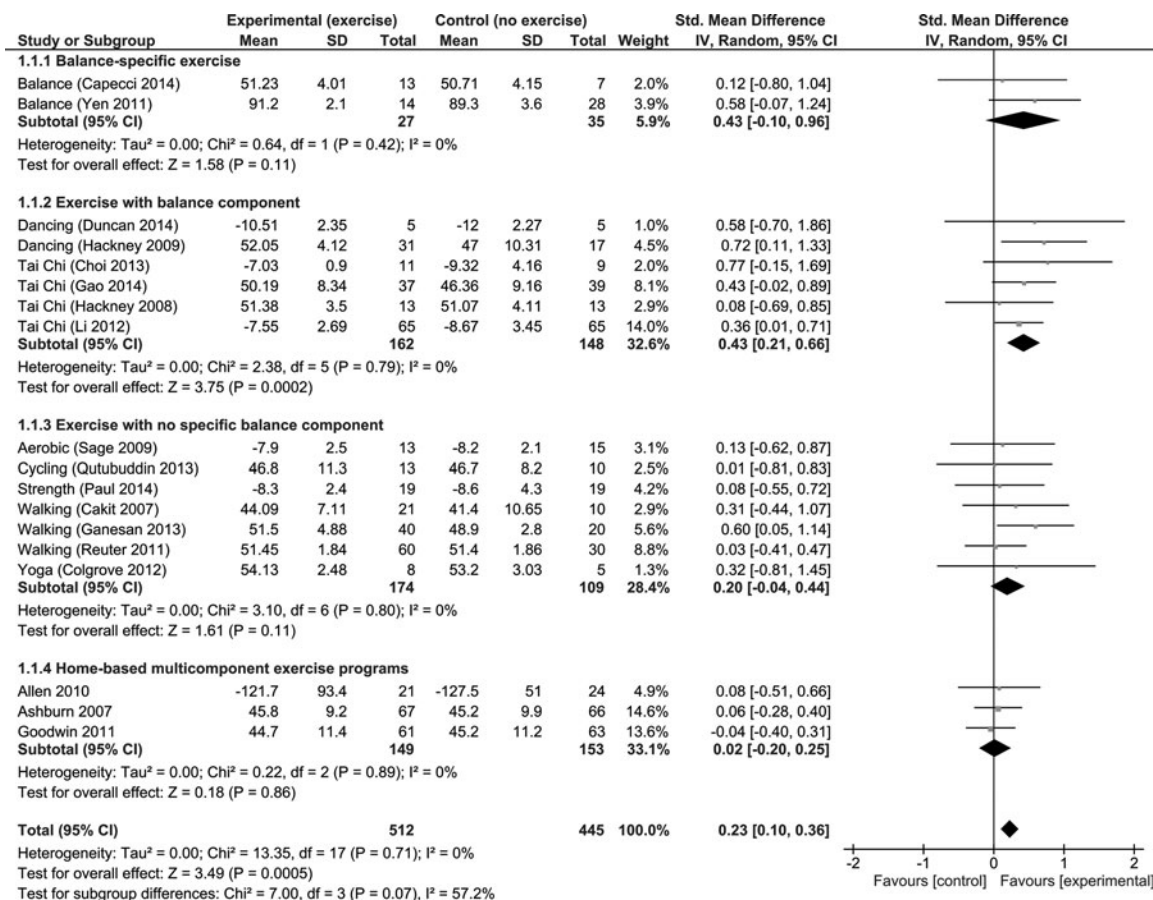 Experimental (exercise) Control (no exercise) Std. Mean Difference Std. Mean Difference
Study or Subgroup Mean SD Total Mean SD Total Weight IV, Random, 95% CI IV, Random, 95% CI
1.1.1 Balance-specific exercise
Balance (Capecci 2014) 51.23 4.01 13 50.71 4.15 7 2.0% 0.12 [-0.80, 1.04]
Balance (Yen 2011) 91.2 2.1 14 89.3 3.6 28 3.9% 0.58 [-0.07, 1.24]
Subtotal (95% CI) 27 35 5.9% 0.43 [-0.10, 0.96]
Heterogeneity: Tau² = 0.00; Chi² = 0.64, df = 1 (P = 0.42); I² = 0%
Test for overall effect: Z = 1.58 (P = 0.11)
1.1.2 Exercise with balance component
Dancing (Duncan 2014) -10.51 2.35 5 -12 2.27 5 1.0% 0.58 [-0.70, 1.86]
Dancing (Hackney 2009) 52.05 4.12 31 47 10.31 17 4.5% 0.72 [0.11, 1.33]
Tai Chi (Choi 2013) -7.03 0.9 11 -9.32 4.16 9 2.0% 0.77 [-0.15, 1.69]
Tai Chi (Gao 2014) 50.19 8.34 37 46.36 9.16 39 8.1% 0.43 [-0.02, 0.89]
Tai Chi (Hackney 2008) 51.38 3.5 13 51.07 4.11 13 2.9% 0.08 [-0.69, 0.85]
Tai Chi (Li 2012) -7.55 2.69 65 -8.67 3.45 65 14.0% 0.36 [0.01, 0.71]
Subtotal (95% CI) 162 148 32.6% 0.43 [0.21, 0.66]
Heterogeneity: Tau² = 0.00; Chi² = 2.38, df = 5 (P = 0.79); I² = 0%
Test for overall effect: Z = 3.75 (P = 0.0002)
1.1.3 Exercise with no specific balance component
Aerobic (Sage 2009) -7.9 2.5 13 -8.2 2.1 15 3.1% 0.13 [-0.62, 0.87]
Cycling (Qutubuddin 2013) 46.8 11.3 13 46.7 8.2 10 2.5% 0.01 [-0.81, 0.83]
Strength (Paul 2014) -8.3 2.4 19 -8.6 4.3 19 4.2% 0.08 [-0.55, 0.72]
Walking (Cakit 2007) 44.09 7.11 21 41.4 10.65 10 2.9% 0.31 [-0.44, 1.07]
Walking (Ganesan 2013) 51.5 4.88 40 48.9 2.8 20 5.6% 0.60 [0.05, 1.14]
Walking (Reuter 2011) 51.45 1.84 60 51.4 1.86 30 8.8% 0.03 [-0.41, 0.47]
Yoga (Colgrove 2012) 54.13 2.48 8 53.2 3.03 5 1.3% 0.32 [-0.81, 1.45]
Subtotal (95% CI) 174 109 28.4% 0.20 [-0.04, 0.44]
Heterogeneity: Tau² = 0.00; Chi² = 3.10, df = 6 (P = 0.80); I² = 0%
Test for overall effect: Z = 1.61 (P = 0.11)
1.1.4 Home-based multicomponent exercise programs
Allen 2010 -121.7 93.4 21 -127.5 51 24 4.9% 0.08 [-0.51, 0.66]
Ashburn 2007 45.8 9.2 67 45.2 9.9 66 14.6% 0.06 [-0.28, 0.40]
Goodwin 2011 44.7 11.4 61 45.2 11.2 63 13.6% -0.04 [-0.40, 0.31]
Subtotal (95% CI) 149 153 33.1% 0.02 [-0.20, 0.25]
Heterogeneity: Tau² = 0.00; Chi² = 0.22, df = 2 (P = 0.89); I² = 0%
Test for overall effect: Z = 0.18 (P = 0.86)
Total (95% CI) 512 445 100.0% 0.23 [0.10, 0.36]
Heterogeneity: Tau² = 0.00; Chi² = 13.35, df = 17 (P = 0.71); I² = 0%
Test for overall effect: Z = 3.49 (P = 0.0005)
Test for subgroup differences: Chi² = 7.00, df = 3 (P = 0.07), I² = 57.2%
-2 -1 0 1 2
Favours [control] Favours [experimental]